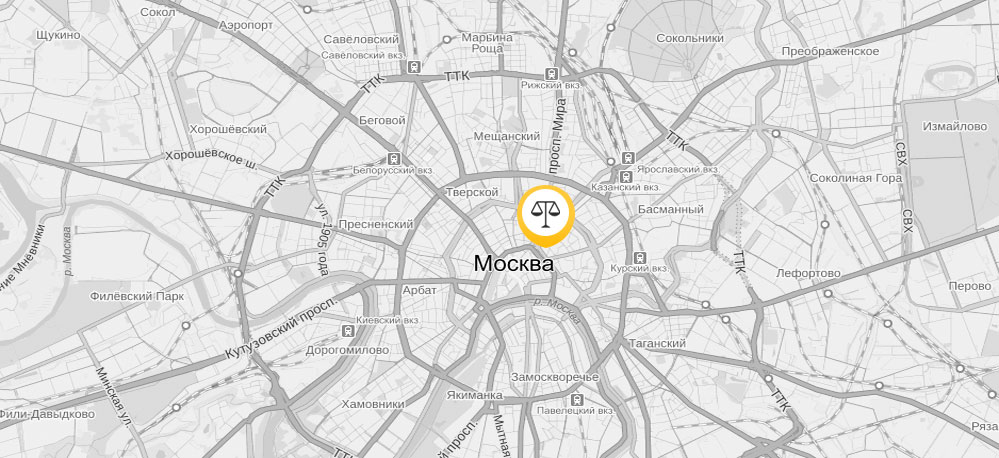 Сокол
Аэропорт
Щукино
Савёловский
Савёловский вкз.
Марьина
Роща
Сокольники
Преображенское
ТТК
ТТК
Рижский вкз.
просп. Мира
Беговой
Хорошёвский
Мещанский
Измайлово
ТТК
СВХ
Хорошёвское ш.
Белорусский вкз.
Ярославский вкз.
Казанский вкз.
Соколиная Гора
ТТК
Тверской
Басманный
ул. 1905 года
Пресненский
СВХ
р. Москва
ние Мнёвники
Москва
Курский вкз.
ТТК
Лефортово
Перово
Филёвский Парк
Арбат
р. Москва
Кутузовский просп.
Киевский вкз.
Дорогомилово
Таганский
Минская ул.
Замоскворечье
Якиманка
Хамовники
Павелецкий вкз.
Фили-Давыдково
ТТК
Мытная
й просп.
ТТК
Ряза